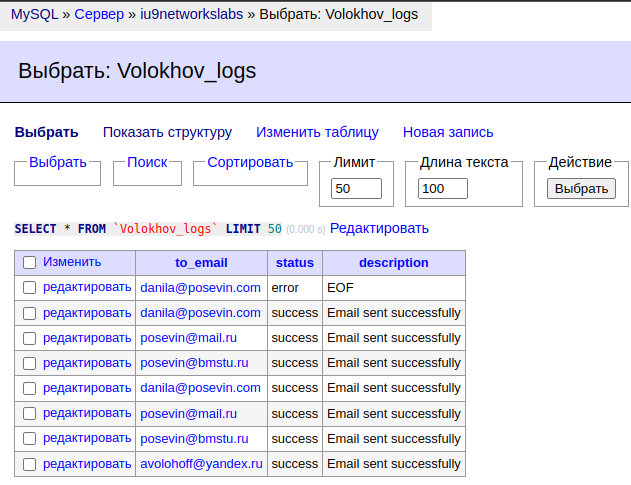 MySQL » Сервер » iu9networkslabs » Выбрать: Volokhov_logs
Выбрать: Volokhov_logs
Выбрать Показать структуру Изменить таблицу Новая запись
Выбрать Поиск Сортировать Лимит Длина текста Действие
50 100 Выбрать
SELECT * FROM `Volokhov_logs` LIMIT 50 (0.000 s) Редактировать
Изменить to_email status description
редактировать danila@posevin.com error EOF
редактировать danila@posevin.com success Email sent successfully
редактировать posevin@mail.ru success Email sent successfully
редактировать posevin@bmstu.ru success Email sent successfully
редактировать danila@posevin.com success Email sent successfully
редактировать posevin@mail.ru success Email sent successfully
редактировать posevin@bmstu.ru success Email sent successfully
редактировать avolohoff@yandex.ru success Email sent successfully